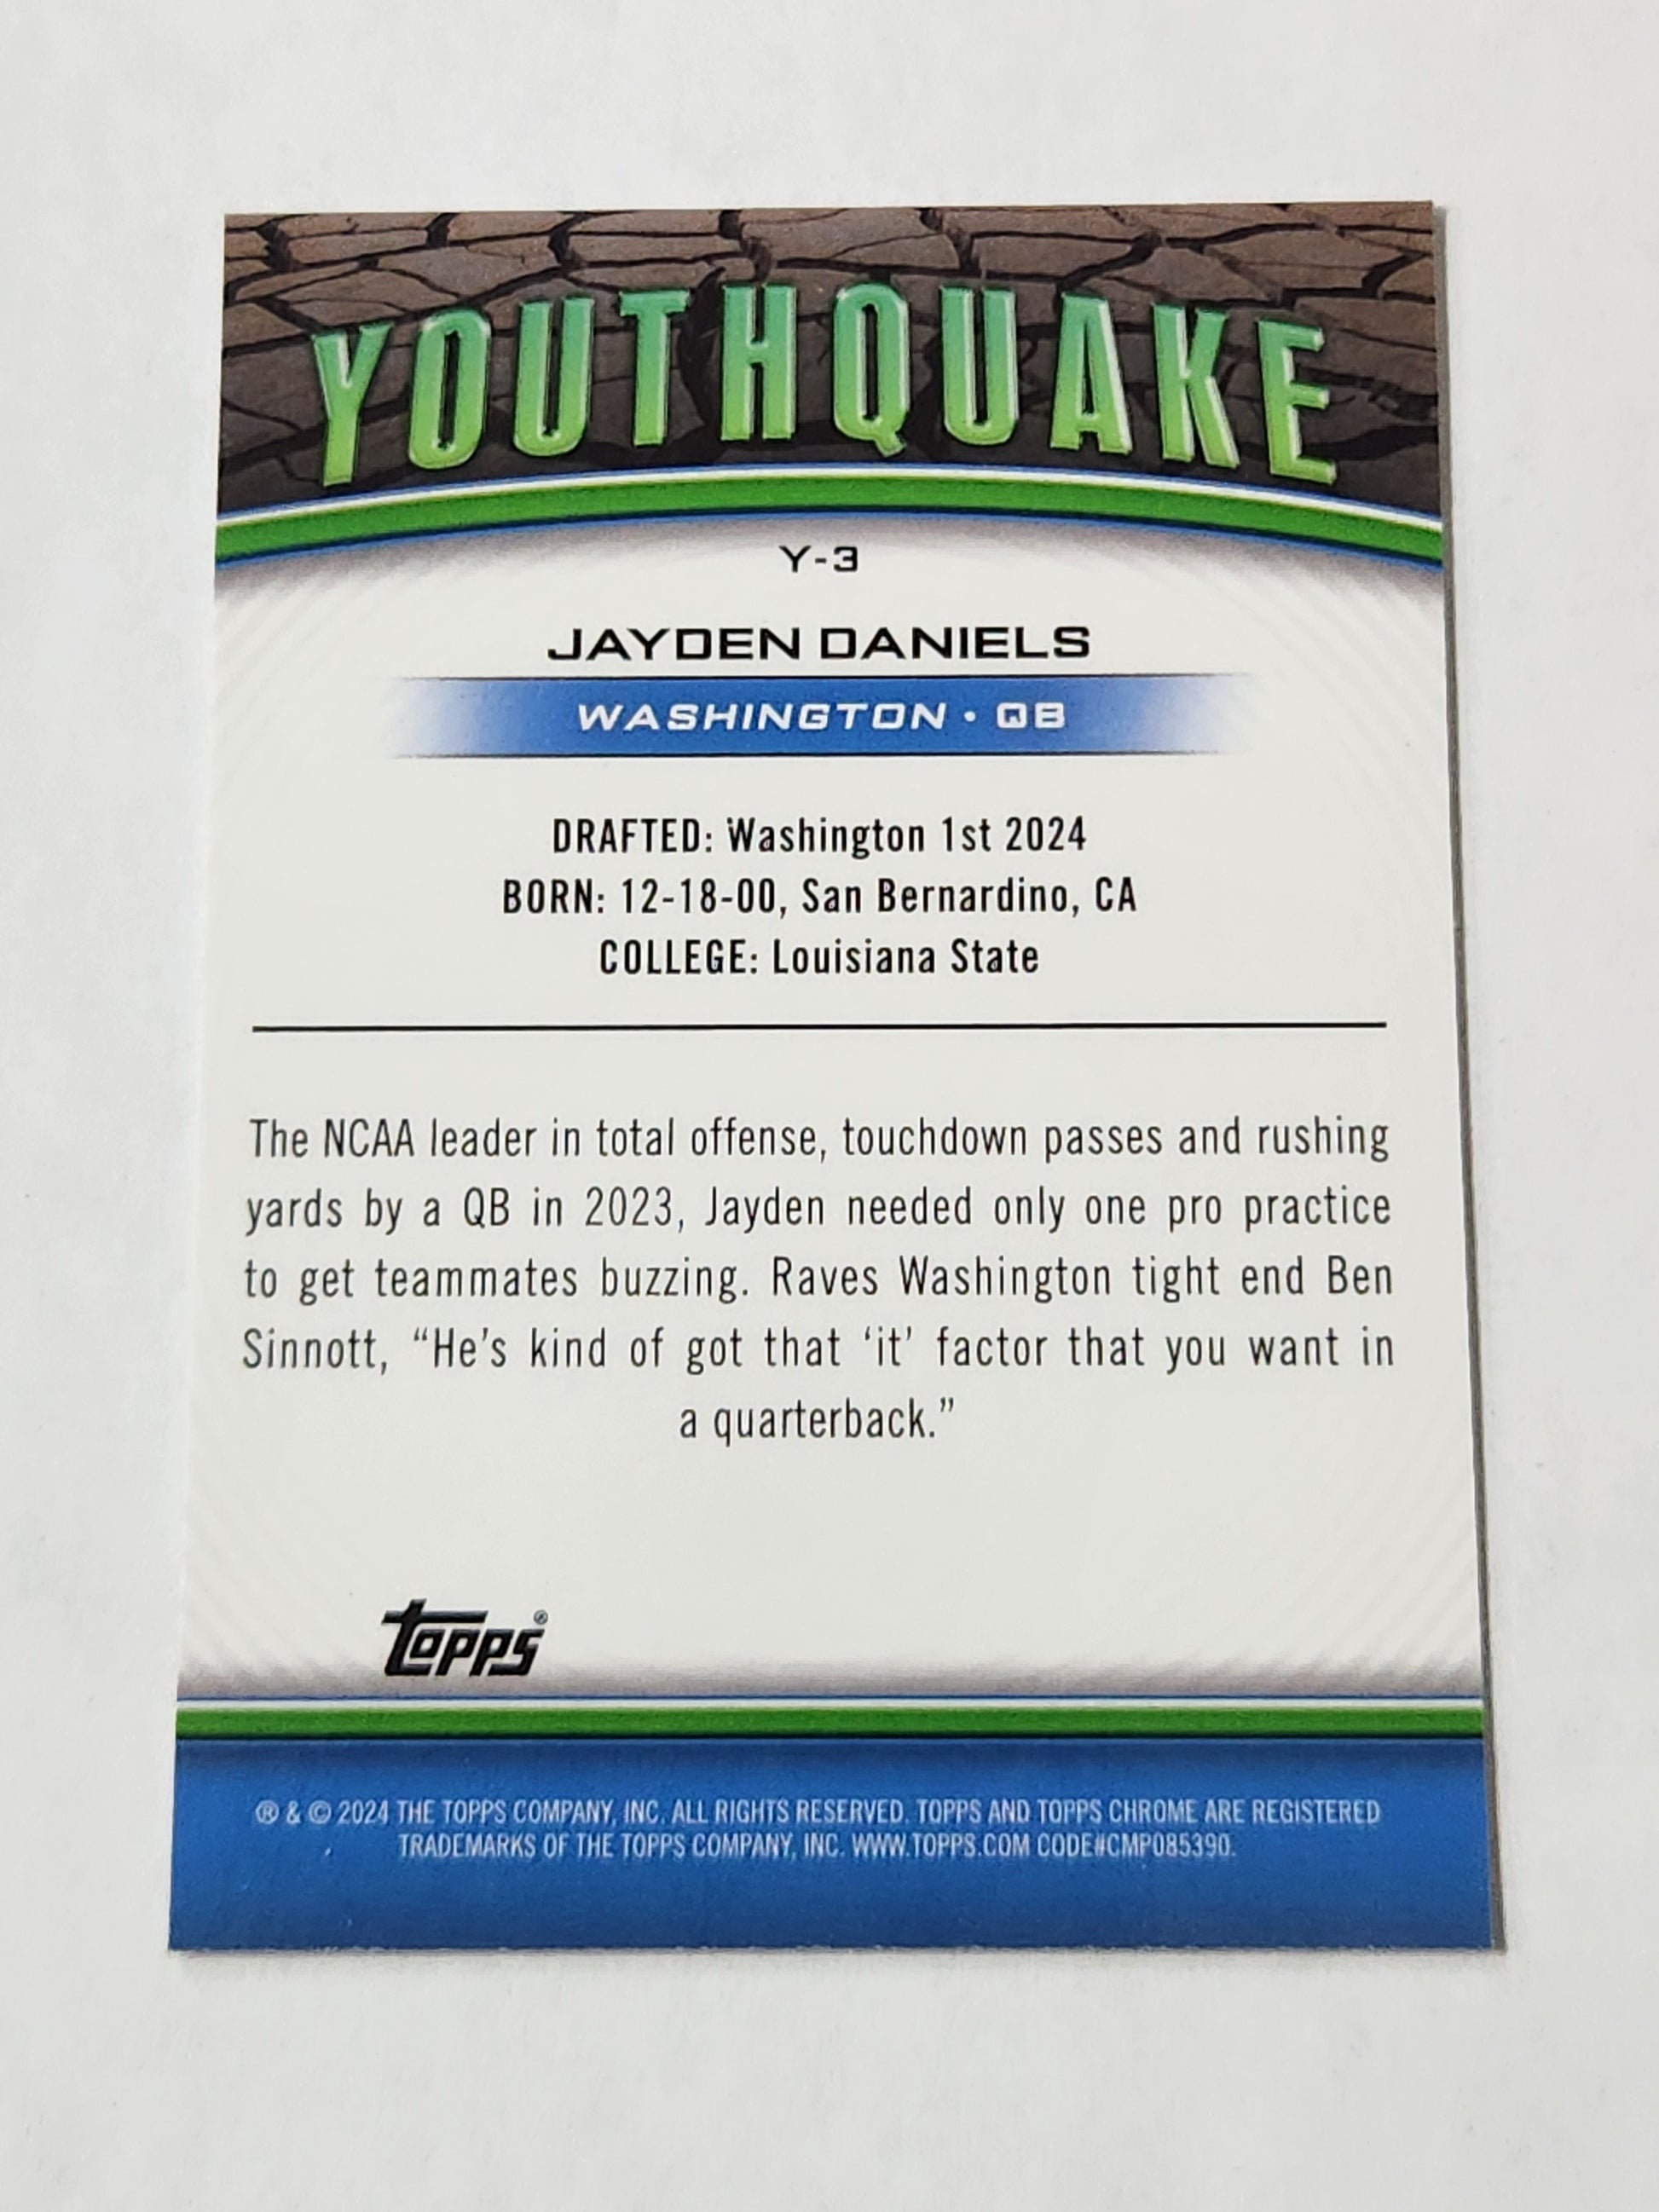 YOUTHQUAKE
Y-3
JAYDEN DANIELS
WASHINGTON • QB
DRAFTED: Washington 1st 2024
BORN: 12-18-00, San Bernardino, CA
COLLEGE: Louisiana State
The NCAA leader in total offense, touchdown passes and rushing
yards by a QB in 2023, Jayden needed only one pro practice
to get teammates buzzing. Raves Washington tight end Ben
Sinnott, “He’s kind of got that ‘it’ factor that you want in
a quarterback.”
topps®
® & © 2024 THE TOPPS COMPANY, INC. ALL RIGHTS RESERVED. TOPPS AND TOPPS CHROME ARE REGISTERED
TRADEMARKS OF THE TOPPS COMPANY, INC. WWW.TOPPS.COM CODE#CMP085390.